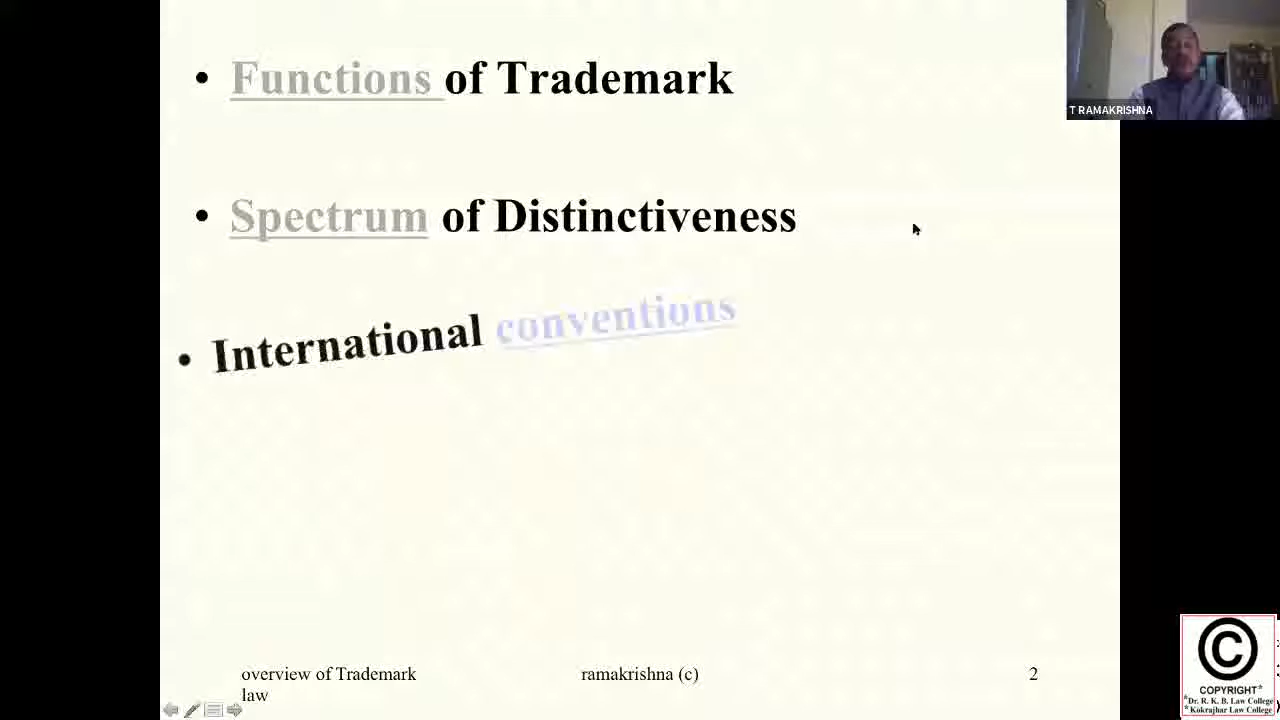 • Functions of Trademark
T RAMAKRISHNA
• Spectrum of Distinctiveness
• International conventions
overview of Trademark
law
ramakrishna (c)
2
©
COPYRIGHT*
*Dr. R. K. B. Law College
* Kokrajhar Law College